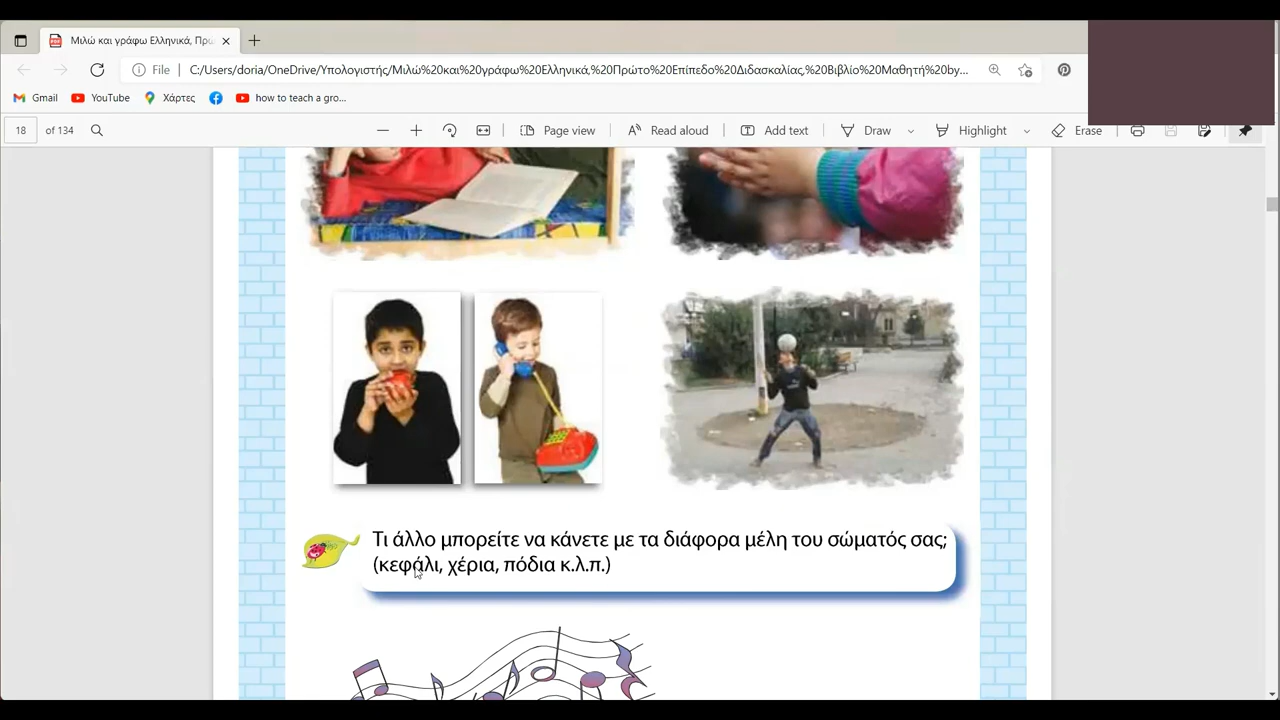 Μιλώ και γράφω Ελληνικά, Πρώ
File
C:/Users/doria/OneDrive/Υπολογιστής/Μιλώ%20και%20γράφω%20Ελληνικά,%20Πρώτο%20Επίπεδο%20Διδασκαλίας,%20Βιβλίο%20Μαθητή%20by...
Gmail YouTube Χάρτες how to teach a gro...
18 of 134 Page view Read aloud Add text Draw Highlight Erase
Τι άλλο μπορείτε να κάνετε με τα διάφορα μέλη του σώματός σας;
(κεφάλι, χέρια, πόδια κ.λ.π.)